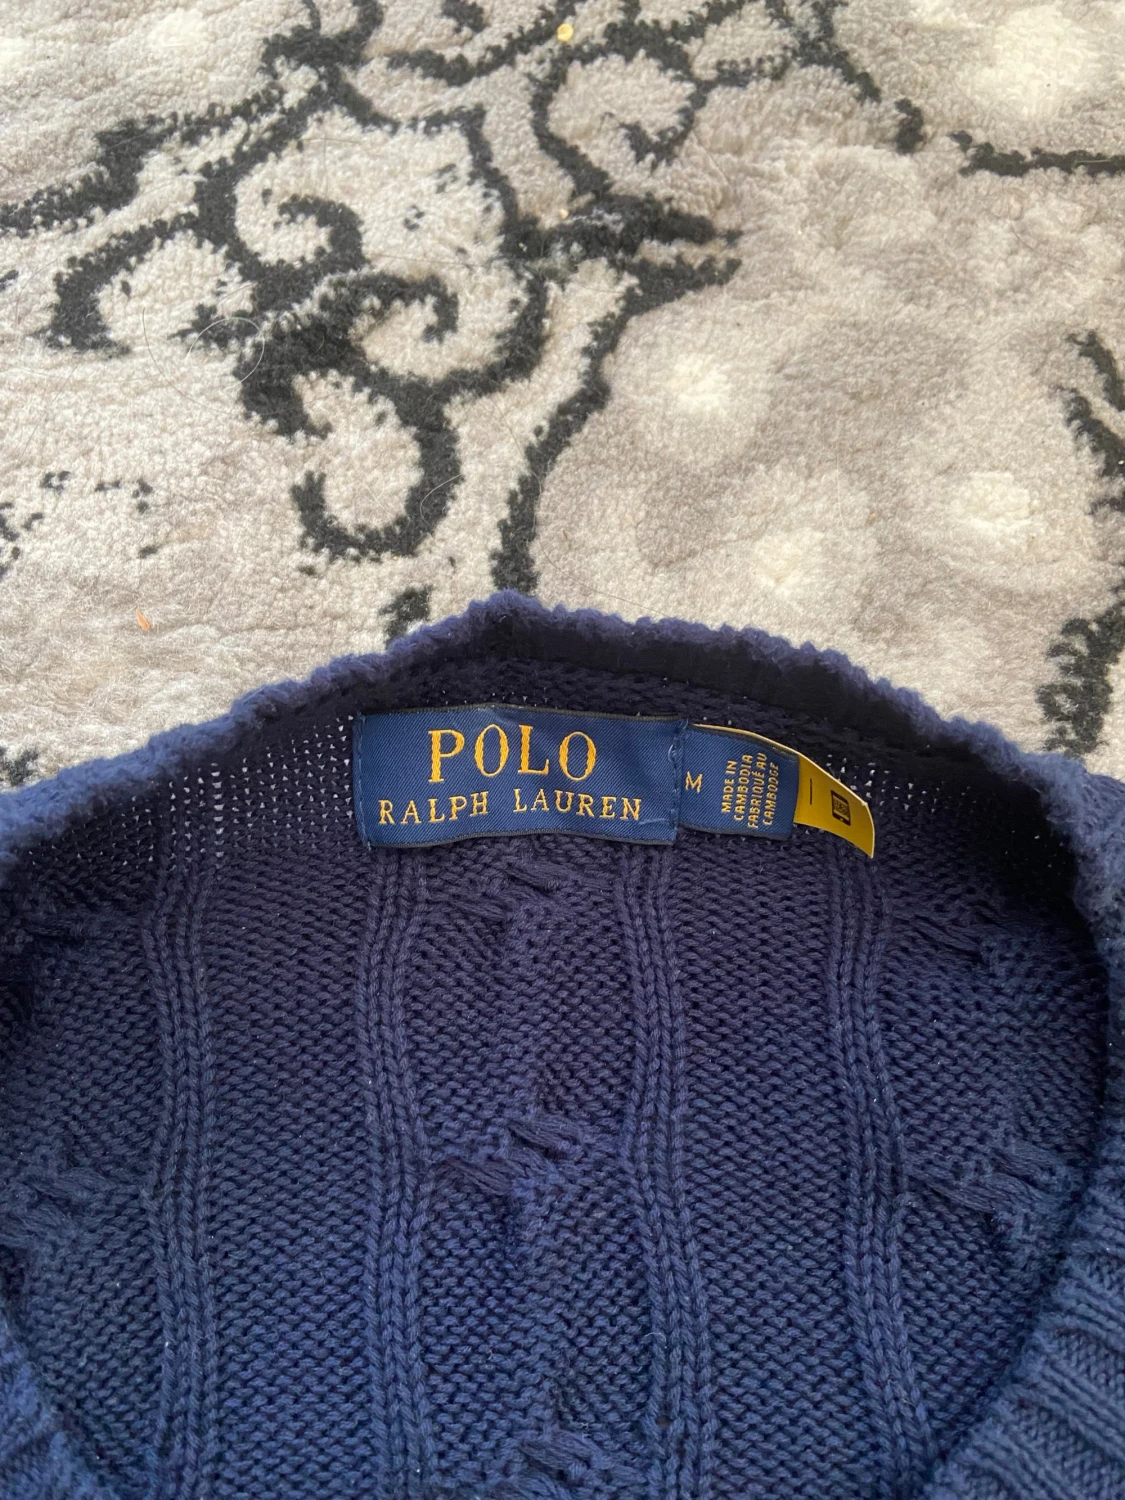 POLO
RALPH LAUREN
M
MADE IN
CAMBODIA
FABRIQUÉ AU
CAMBODGE